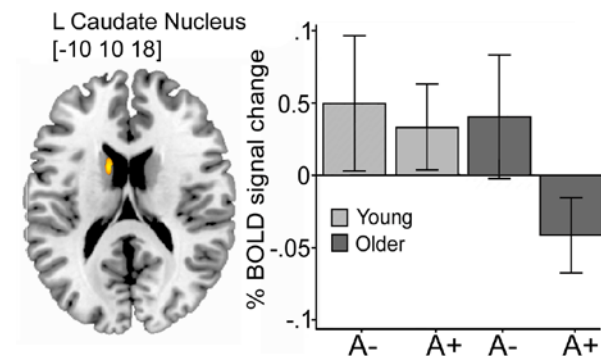 L Caudate Nucleus
[-10 10 18]
% BOLD signal change
.1
0.5
0
-.05
-.1
Young
Older
A-
A+
A-
A+